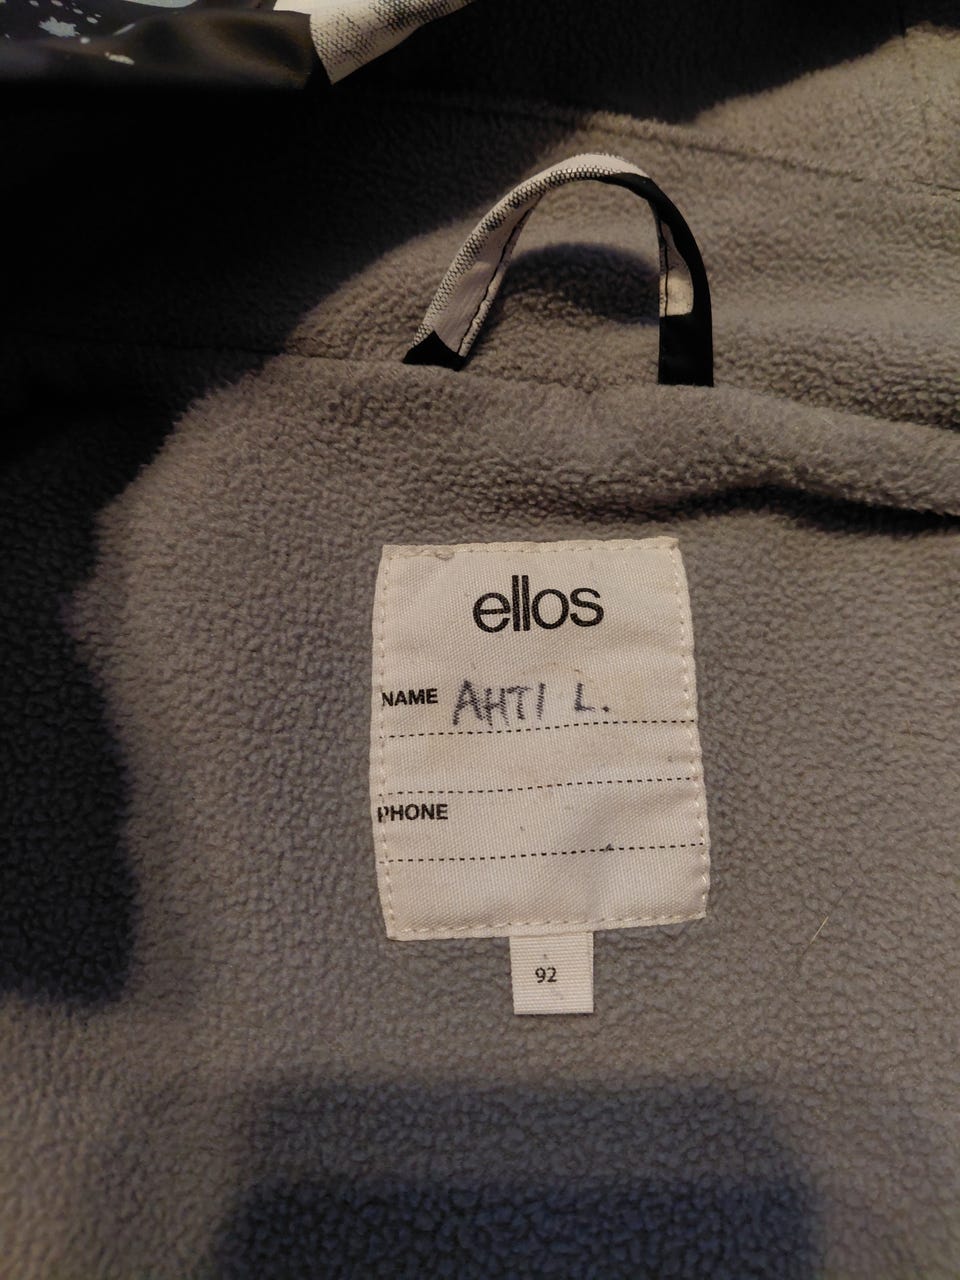 ellos
NAME AHTI L.
PHONE
92